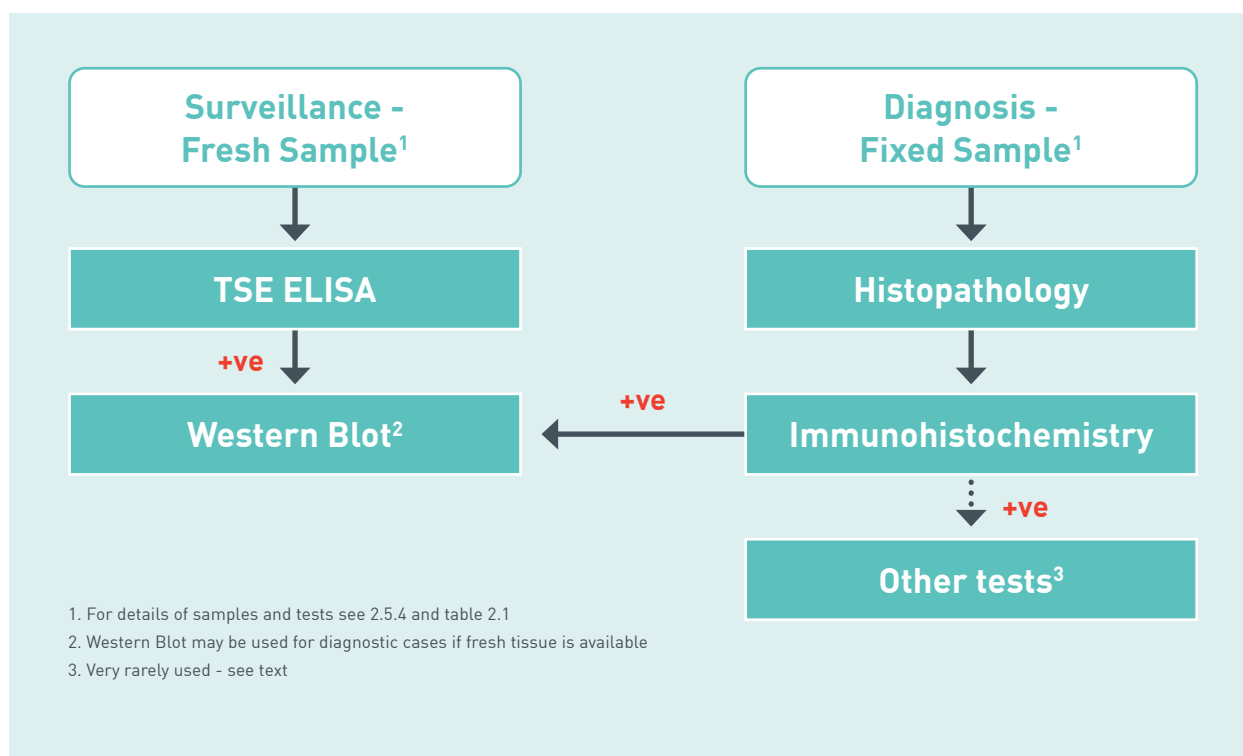 Surveillance -
Fresh Sample¹
Diagnosis -
Fixed Sample¹
TSE ELISA
Histopathology
+ve
Western Blot²
+ve
Immunohistochemistry
+ve
Other tests³
1. For details of samples and tests see 2.5.4 and table 2.1
2. Western Blot may be used for diagnostic cases if fresh tissue is available
3. Very rarely used - see text